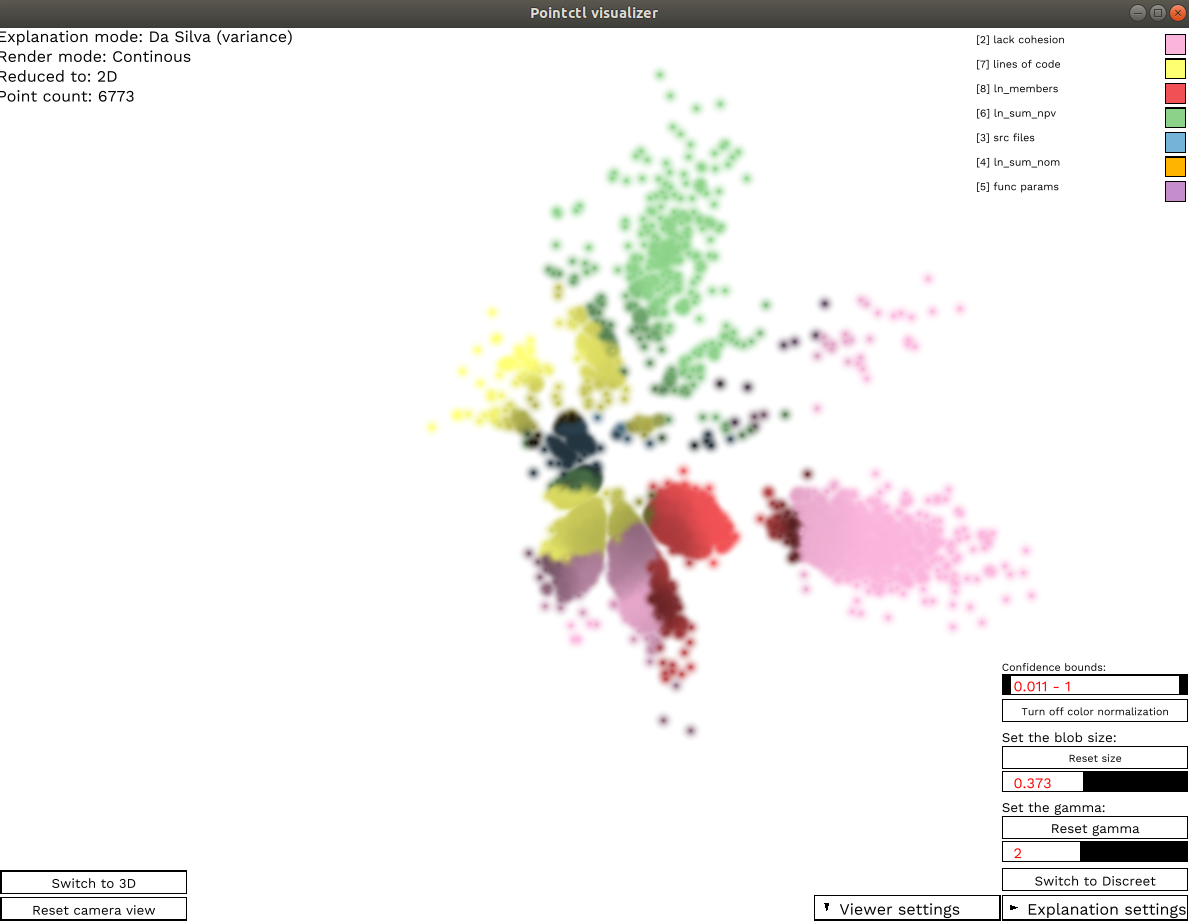 Pointctl visualizer
Explanation mode: Da Silva (variance)
Render mode: Continous
Reduced to: 2D
Point count: 6773
[2] lack cohesion
[7] lines of code
[8] ln_members
[6] ln_sum_npv
[3] src files
[4] ln_sum_nom
[5] func params
Confidence bounds:
0.011 - 1
Turn off color normalization
Set the blob size:
Reset size
0.373
Set the gamma:
Reset gamma
2
Switch to Discreet
Switch to 3D
Reset camera view
Viewer settings
Explanation settings